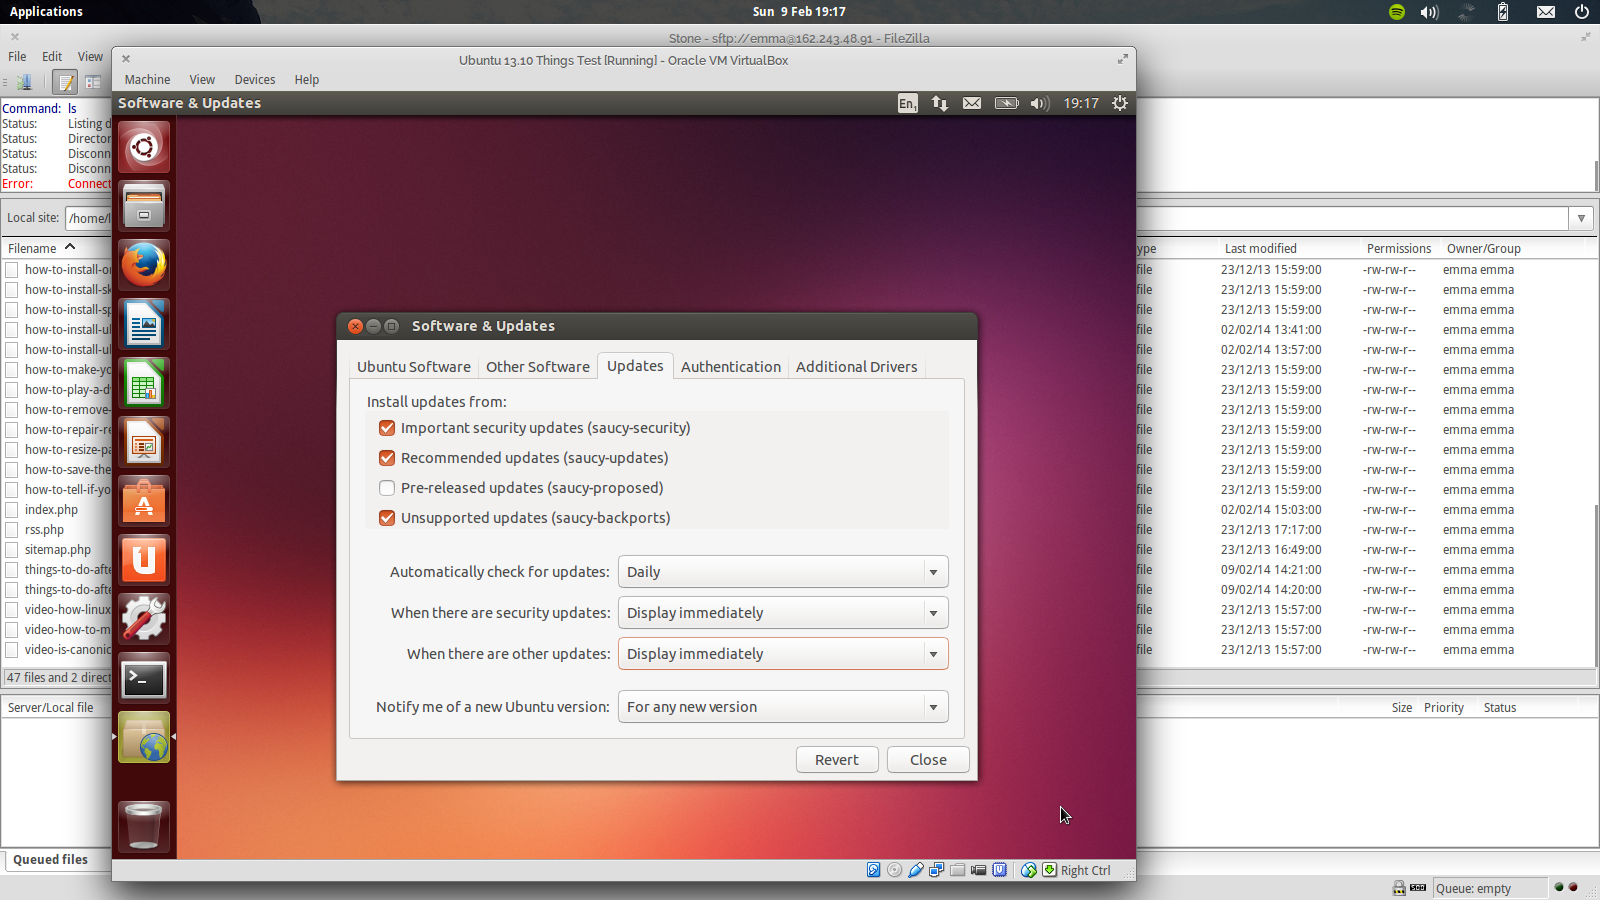 Applications
Sun 9 Feb 19:17
Stone - sftp://emma@162.243.48.91 - FileZilla
File Edit View
Ubuntu 13.10 Things Test [Running] - Oracle VM VirtualBox
Machine View Devices Help
Software & Updates
En1
19:17
Command: ls
Status: Listing d
Status: Director
Status: Disconn
Status: Disconn
Error: Connect
Local site: /home/l
Filename
ype Last modified Permissions Owner/Group
how-to-install-or
how-to-install-sk
how-to-install-sp
how-to-install-ul
how-to-install-ul
how-to-make-yo
how-to-play-a-d
how-to-remove-
how-to-repair-re
how-to-resize-pa
how-to-save-the
how-to-tell-if-yo
index.php
rss.php
sitemap.php
things-to-do-afte
things-to-do-afte
video-how-linux
video-how-to-m
video-is-canonic
47 files and 2 direct
Server/Local file
Queued files
Software & Updates
Ubuntu Software Other Software Updates Authentication Additional Drivers
Install updates from:
Important security updates (saucy-security)
Recommended updates (saucy-updates)
Pre-released updates (saucy-proposed)
Unsupported updates (saucy-backports)
Automatically check for updates: Daily
When there are security updates: Display immediately
When there are other updates: Display immediately
Notify me of a new Ubuntu version: For any new version
Revert Close
Right Ctrl
file 23/12/13 15:59:00 -rw-rw-r-- emma emma
file 23/12/13 15:59:00 -rw-rw-r-- emma emma
file 23/12/13 15:59:00 -rw-rw-r-- emma emma
file 02/02/14 13:41:00 -rw-rw-r-- emma emma
file 02/02/14 13:57:00 -rw-rw-r-- emma emma
file 23/12/13 15:59:00 -rw-rw-r-- emma emma
file 23/12/13 15:59:00 -rw-rw-r-- emma emma
file 23/12/13 15:59:00 -rw-rw-r-- emma emma
file 23/12/13 15:59:00 -rw-rw-r-- emma emma
file 23/12/13 15:59:00 -rw-rw-r-- emma emma
file 23/12/13 15:59:00 -rw-rw-r-- emma emma
file 23/12/13 15:59:00 -rw-rw-r-- emma emma
file 02/02/14 15:03:00 -rw-rw-r-- emma emma
file 23/12/13 17:17:00 -rw-rw-r-- emma emma
file 23/12/13 16:49:00 -rw-rw-r-- emma emma
file 09/02/14 14:21:00 -rw-rw-r-- emma emma
file 09/02/14 14:20:00 -rw-rw-r-- emma emma
file 23/12/13 15:57:00 -rw-rw-r-- emma emma
file 23/12/13 15:57:00 -rw-rw-r-- emma emma
file 23/12/13 15:57:00 -rw-rw-r-- emma emma
Size Priority Status
Queue: empty